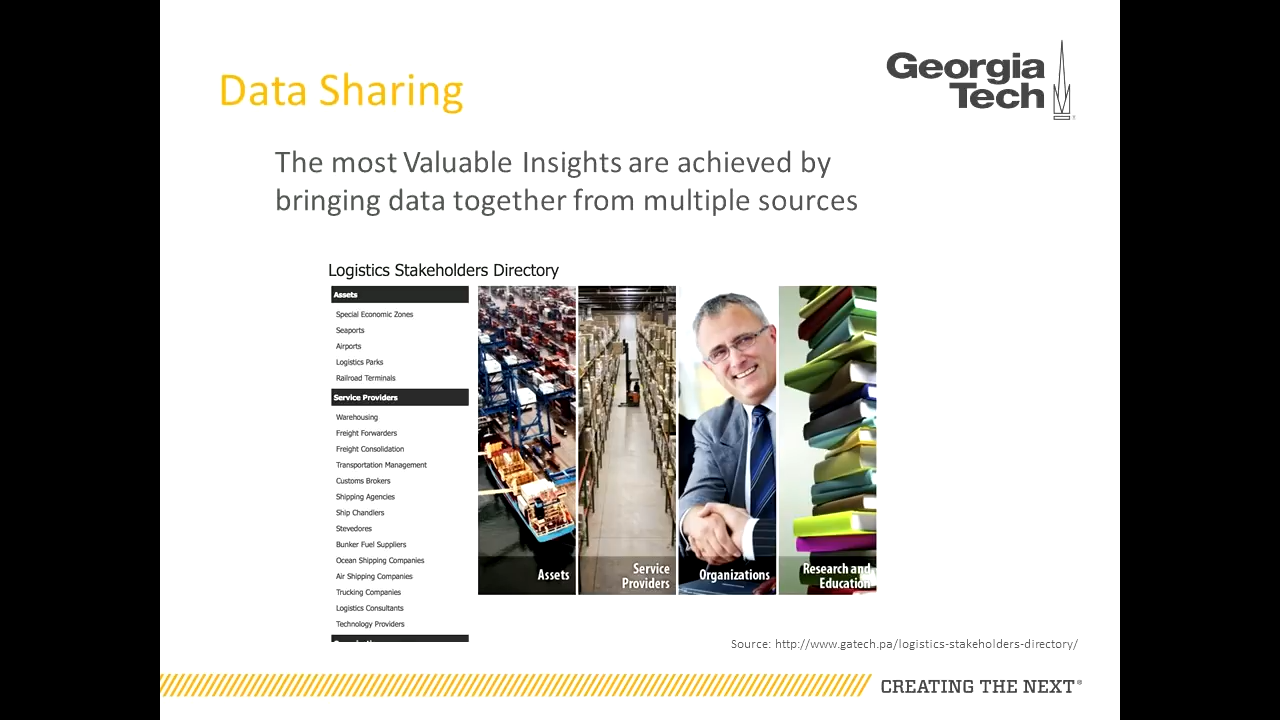 Data Sharing
Georgia
Tech
The most Valuable Insights are achieved by
bringing data together from multiple sources
Logistics Stakeholders Directory
Assets
Special Economic Zones
Seaports
Airports
Logistics Parks
Railroad Terminals
Service Providers
Warehousing
Freight Forwarders
Freight Consolidation
Transportation Management
Customs Brokers
Shipping Agencies
Ship Chandlers
Stevedores
Bunker Fuel Suppliers
Ocean Shipping Companies
Air Shipping Companies
Trucking Companies
Logistics Consultants
Technology Providers
Assets
Service
Providers
Organizations
Research and
Education
Source: http://www.gatech.pa/logistics-stakeholders-directory/
CREATING THE NEXT®